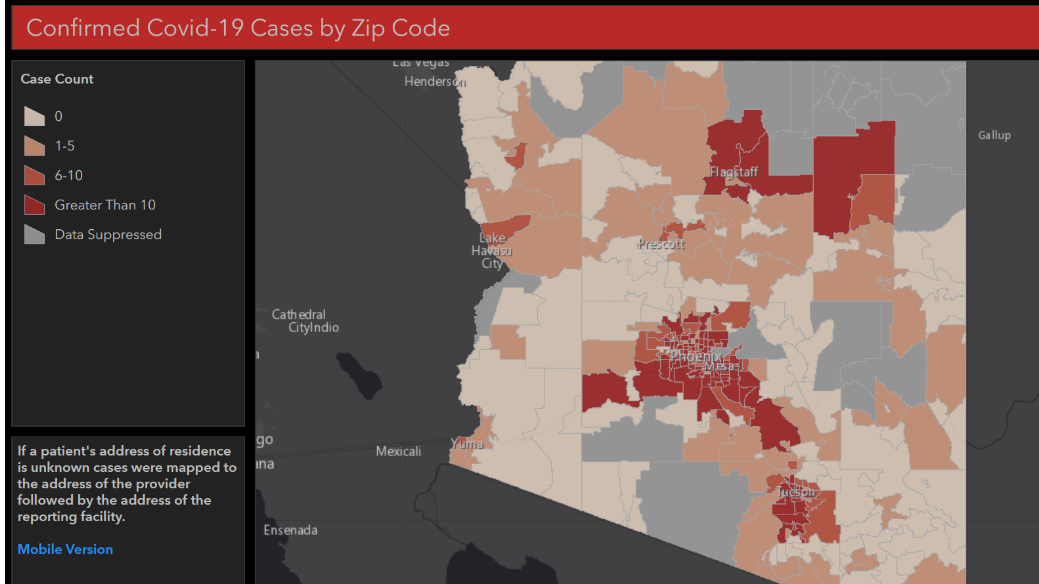 Confirmed Covid-19 Cases by Zip Code
Case Count
0
1-5
6-10
Greater Than 10
Data Suppressed
If a patient's address of residence
is unknown cases were mapped to
the address of the provider
followed by the address of the
reporting facility.
Mobile Version
Las Vegas
Henderson
Gallup
Flagstaff
Lake
Havasu
City
Prescott
Cathedral
City
Indio
Phoenix
Mesa
Yuma
Mexicali
Tucson
Ensenada